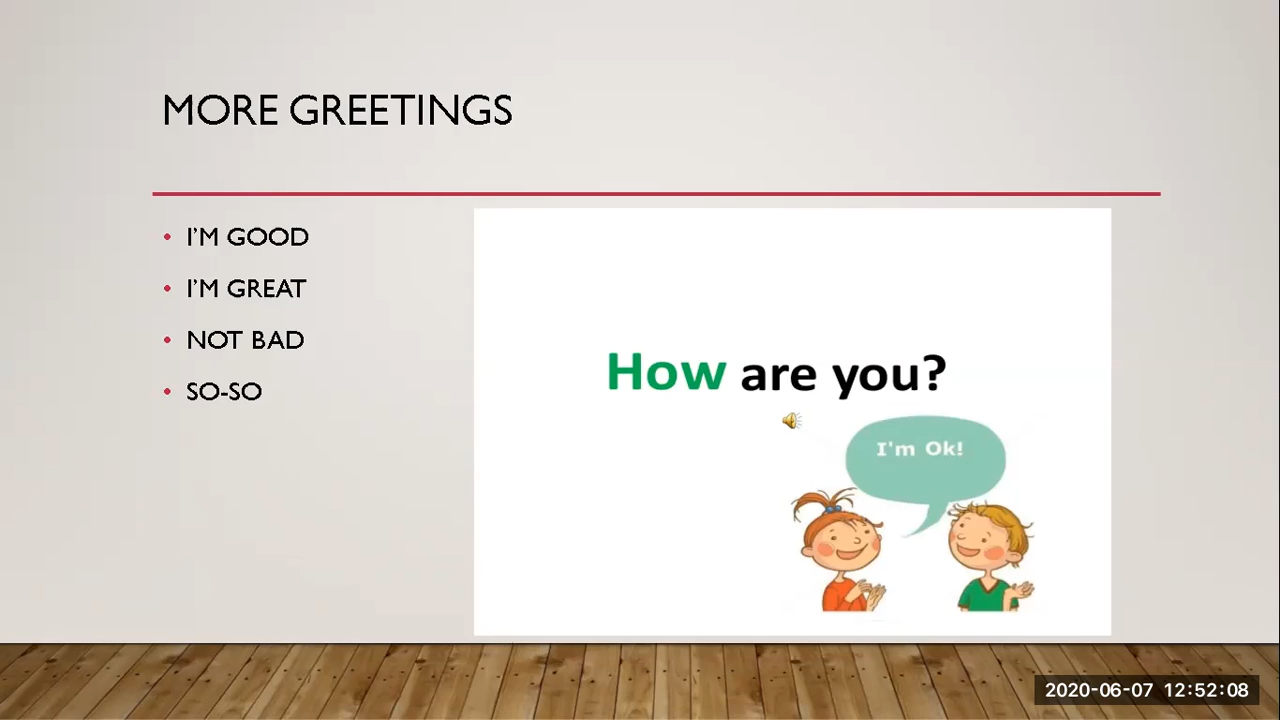 MORE GREETINGS
• I'M GOOD
• I'M GREAT
• NOT BAD
• SO-SO
How are you?
I'm Ok!
2020-06-07 12:52:08